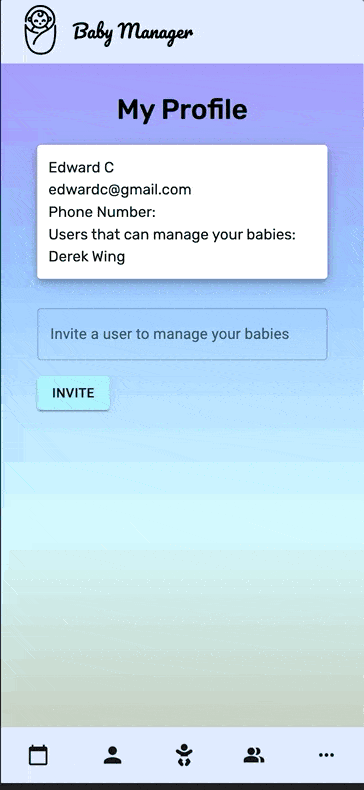 Baby Manager
My Profile
Edward C
edwardc@gmail.com
Phone Number:
Users that can manage your babies:
Derek Wing
Invite a user to manage your babies
INVITE